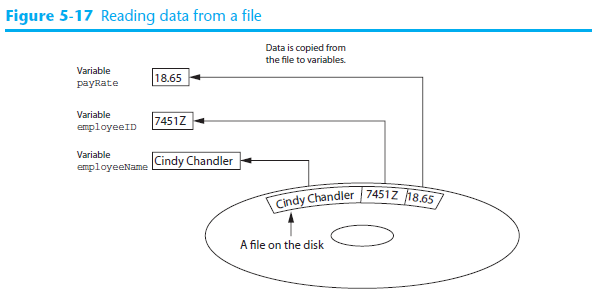 Figure 5-17 Reading data from a file
Data is copied from
the file to variables.
Variable
payRate
18.65
Variable
employeeID
7451Z
Variable
employeeName
Cindy Chandler
Cindy Chandler 7451Z 18.65
A file on the disk